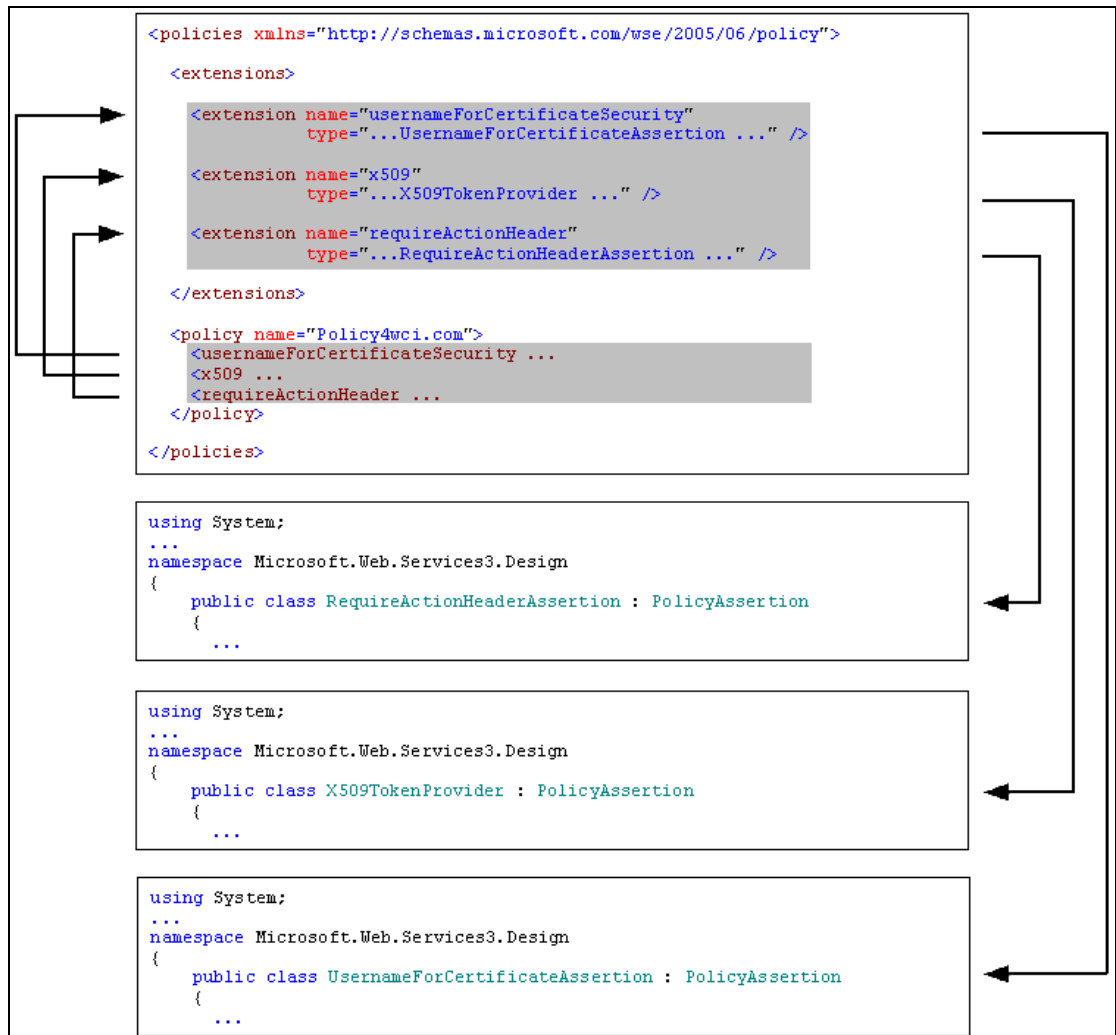 <policies xmlns="http://schemas.microsoft.com/wse/2005/06/policy">
<extensions>
<extension name="usernameForCertificateSecurity"
type="...UsernameForCertificateAssertion ..." />
<extension name="x509"
type="...X509TokenProvider ..." />
<extension name="requireActionHeader"
type="...RequireActionHeaderAssertion ..." />
</extensions>
<policy name="Policy4wci.com">
<usernameForCertificateSecurity ...
<x509 ...
<requireActionHeader ...
</policy>
</policies>
using System;
...
namespace Microsoft.Web.Services3.Design
{
public class RequireActionHeaderAssertion : PolicyAssertion
{
...
using System;
...
namespace Microsoft.Web.Services3.Design
{
public class X509TokenProvider : PolicyAssertion
{
...
using System;
...
namespace Microsoft.Web.Services3.Design
{
public class UsernameForCertificateAssertion : PolicyAssertion
{
...